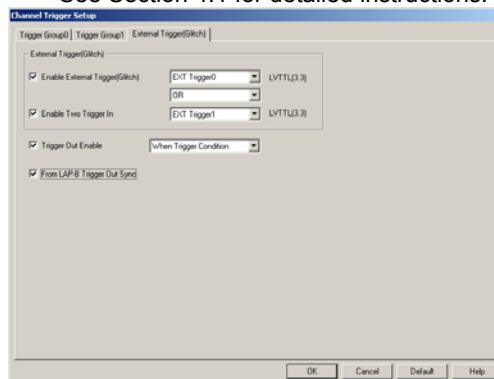 See Section 4.4 for detailed instructions.
Channel Trigger Setup
Trigger Group0 Trigger Group1 External Trigger(Glitch)
External Trigger(Glitch)
Enable External Trigger(Glitch) EXT Trigger0 LVTTL(3.3)
OR
Enable Two Trigger In EXT Trigger1 LVTTL(3.3)
Trigger Out Enable When Trigger Condition
From LAP-B Trigger Out Sync
OK Cancel Default Help